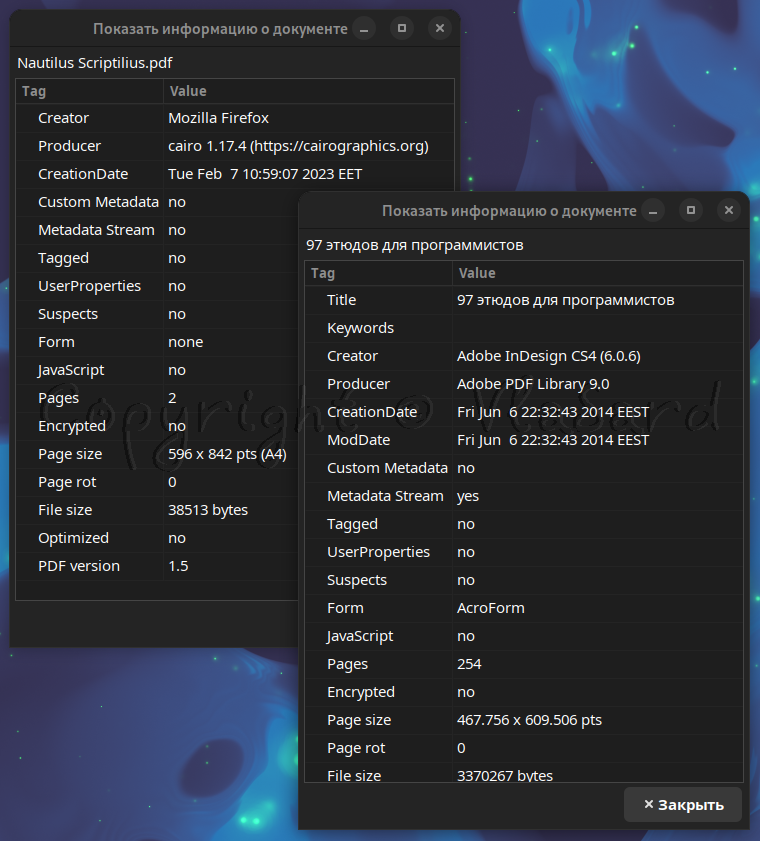 Показать информацию о документе
Nautilus Scriptilius.pdf
Tag Value
Creator Mozilla Firefox
Producer cairo 1.17.4 (https://cairographics.org)
CreationDate Tue Feb  7 10:59:07 2023 EET
Custom Metadata no
Metadata Stream no
Tagged no
UserProperties no
Suspects no
Form none
JavaScript no
Pages 2
Encrypted no
Page size 596 x 842 pts (A4)
Page rot 0
File size 38513 bytes
Optimized no
PDF version 1.5
Показать информацию о документе
97 этюдов для программистов
Tag Value
Title 97 этюдов для программистов
Keywords
Creator Adobe InDesign CS4 (6.0.6)
Producer Adobe PDF Library 9.0
CreationDate Fri Jun  6 22:32:43 2014 EEST
ModDate Fri Jun  6 22:32:43 2014 EEST
Custom Metadata no
Metadata Stream yes
Tagged no
UserProperties no
Suspects no
Form AcroForm
JavaScript no
Pages 254
Encrypted no
Page size 467.756 x 609.506 pts
Page rot 0
File size 3370267 bytes
× Закрыть
Copyright © Vlabard